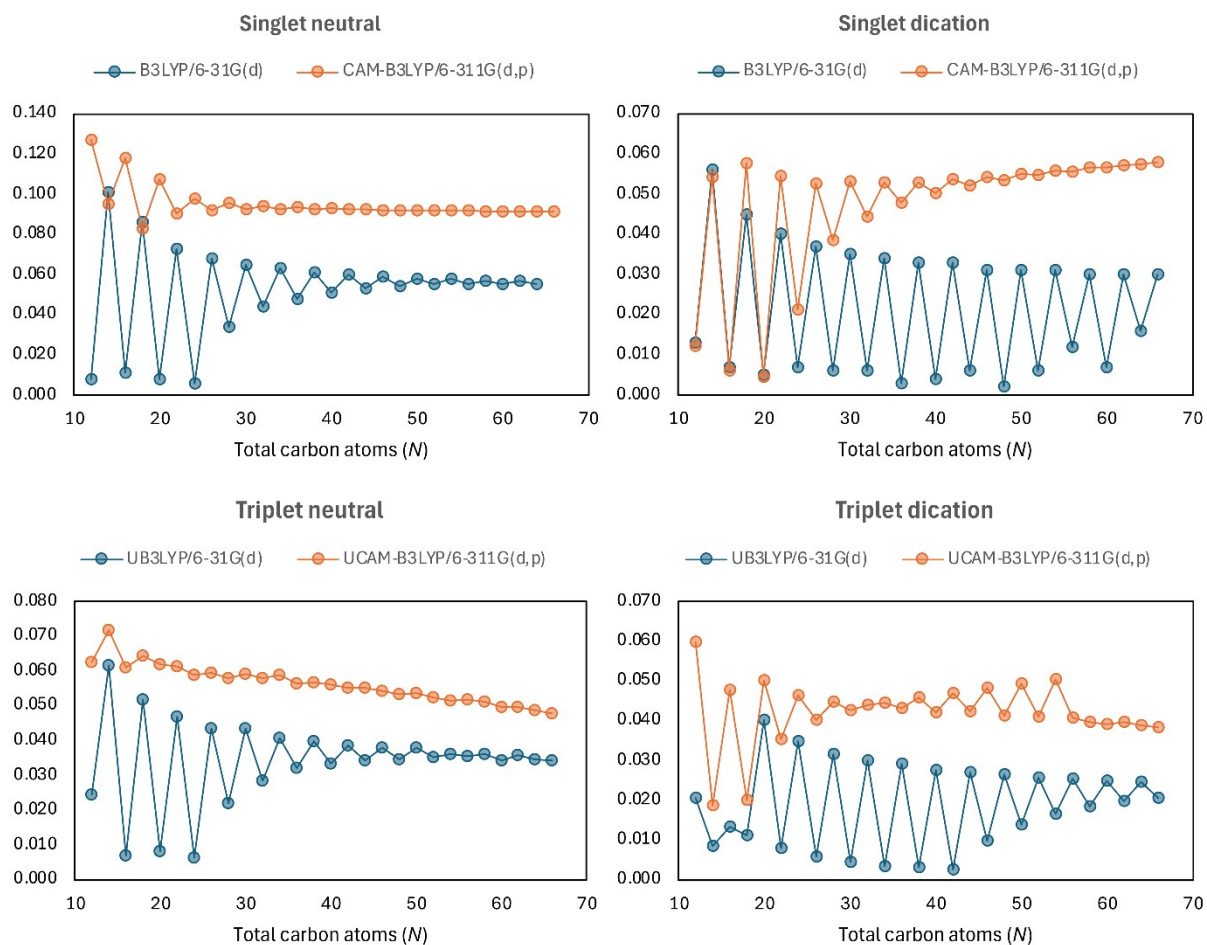 Singlet neutral
B3LYP/6-31G(d) CAM-B3LYP/6-311G(d,p)
0.140
0.120
0.100
0.080
0.060
0.040
0.020
0.000
10 20 30 40 50 60 70
Total carbon atoms (N)
Singlet dication
B3LYP/6-31G(d) CAM-B3LYP/6-311G(d,p)
0.070
0.060
0.050
0.040
0.030
0.020
0.010
0.000
10 20 30 40 50 60 70
Total carbon atoms (N)
Triplet neutral
UB3LYP/6-31G(d) UCAM-B3LYP/6-311G(d,p)
0.080
0.070
0.060
0.050
0.040
0.030
0.020
0.010
0.000
10 20 30 40 50 60 70
Total carbon atoms (N)
Triplet dication
UB3LYP/6-31G(d) UCAM-B3LYP/6-311G(d,p)
0.070
0.060
0.050
0.040
0.030
0.020
0.010
0.000
10 20 30 40 50 60 70
Total carbon atoms (N)